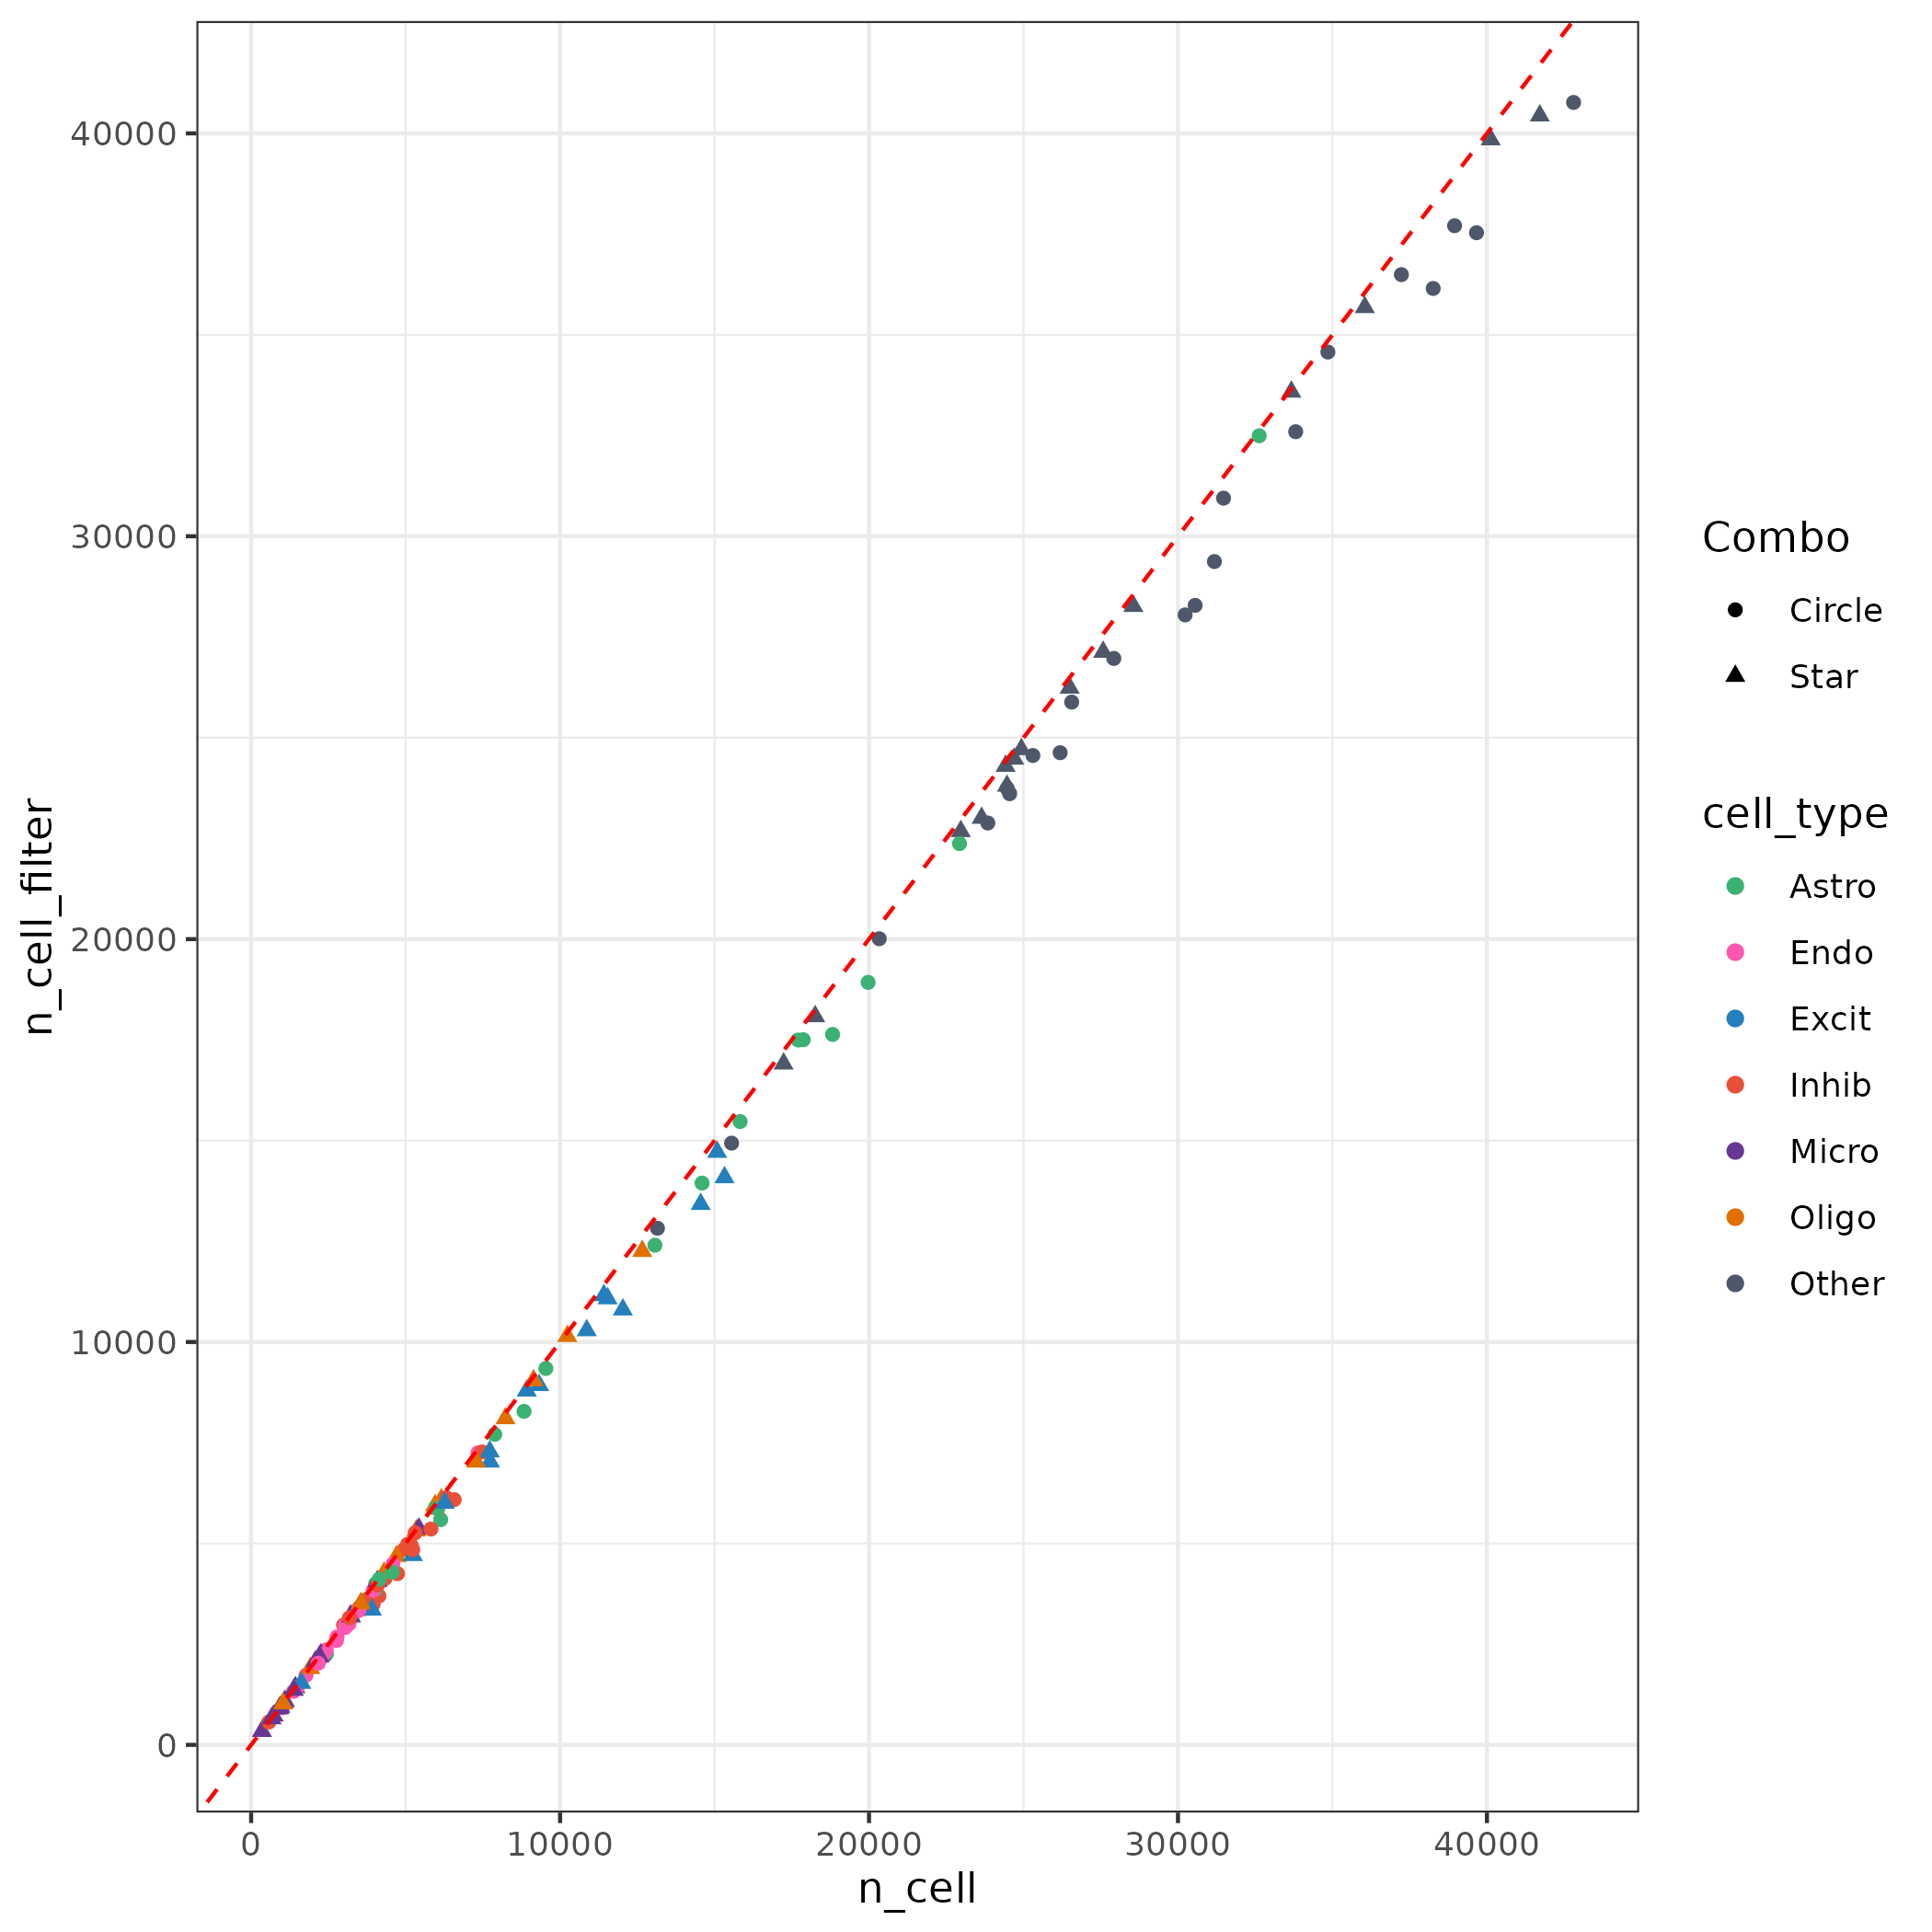 n_cell_filter
40000
30000
20000
10000
0
0 10000 20000 30000 40000
n_cell
Combo
Circle
Star
cell_type
Astro
Endo
Excit
Inhib
Micro
Oligo
Other